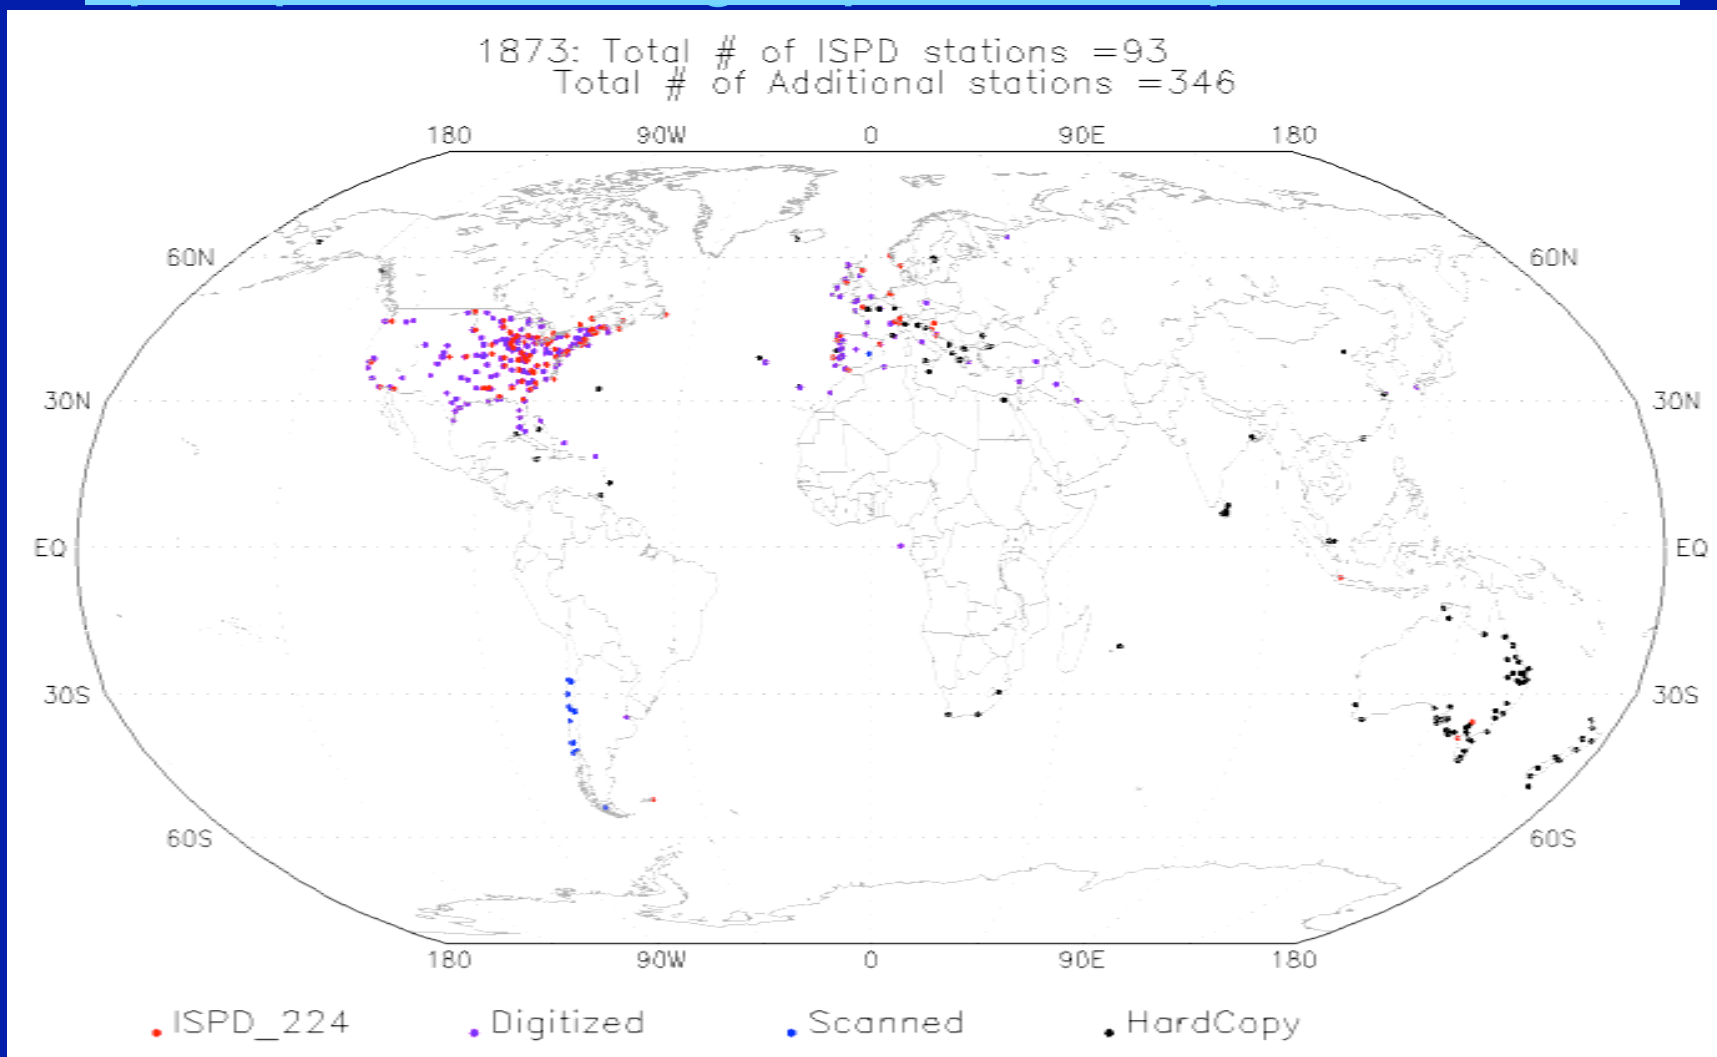 1873: Total # of ISPD stations =93
Total # of Additional stations =346
180 90W 0 90E 180
60N 60N
30N 30N
EQ EQ
30S 30S
60S 60S
180 90W 0 90E 180
ISPD_224 Digitized Scanned HardCopy